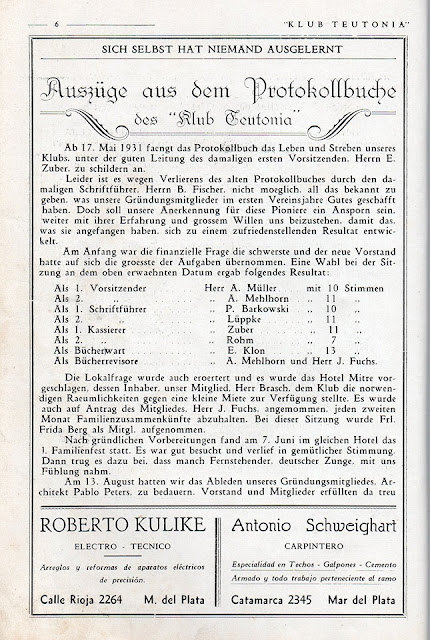 6 "KLUB TEUTONIA"
SICH SELBST HAT NIEMAND AUSGELERNT
Auszüge aus dem Protokollbuche
des "Klub Teutonia"
Ab 17. Mai 1931 faengt das Protokollbuch das Leben und Streben unseres
Klubs, unter der guten Leitung des damaligen ersten Vorsitzenden, Herrn E.
Zuber, zu schildern an.
Leider ist es wegen Verlierens des alten Protokollbuches durch den da-
maligen Schriftführer, Herrn B. Fischer, nicht moeglich, all das bekannt zu
geben, was unsere Gründungsmitglieder im ersten Vereinsjahre Gutes geschafft
haben. Doch soll unsere Anerkennung für diese Pioniere ein Ansporn sein,
weiter mit ihrer Erfahrung und grossem Willen uns beizustehen, damit das,
was sie angefangen haben, sich zu einem zufriedenstellenden Resultat entwic-
kelt.
Am Anfang war die finanzielle Frage die schwerste und der neue Vorstand
hatte auf sich die groesste der Aufgaben übernommen. Eine Wahl bei der Sit-
zung an dem oben erwaehnten Datum ergab folgendes Resultat:
Als 1. Vorsitzender Herr A. Müller mit 10 Stimmen
Als 2. ,, ,, A. Mehlhorn ,, 11 ,,
Als 1. Schriftführer ,, P. Barkowski ,, 10 ,,
Als 2. ,, ,, Lüppke ,, 11 ,,
Als 1. Kassierer ,, Zuber ,, 11 ,,
Als 2. ,, ,, Rohm ,, 7 ,,
Als Bücherwart ,, E. Klon ,, 13 ,,
Als Bücherrevisore ,, A. Mehlhorn und Herr J. Fuchs.
Die Lokalfrage wurde auch eroertert und es wurde das Hotel Mitre vor-
geschlagen, dessen Inhaber, unser Mitglied, Herr Brasch, dem Klub die notwen-
digen Raeumlichkeiten gegen eine kleine Miete zur Verfügung stellte. Es wurde
auch auf Antrag des Mitgliedes, Herr J. Fuchs, angemommen, jeden zweiten
Monat Familienzusammenkünfte abzuhalten. Bei dieser Sitzung wurde Frl.
Frida Berg als Mitgl. aufgenommen.
Nach gründlichen Vorbereitungen fand am 7. Juni im gleichen Hotel das
1. Familienfest statt. Es war gut besucht und verlief in gemütlicher Stimmung.
Dann trug es dazu bei, dass manch Fernstehender, deutscher Zunge, mit uns
Fühlung nahm.
Am 13. August hatten wir das Ableden unseres Gründungsmitgliedes, Ar-
chitekt Pablo Peters, zu bedauern. Vorstand und Mitglieder erfüllten da treu
ROBERTO KULIKE
ELECTRO - TECNICO
Arreglos y reformas de aparatos eléctricos
de precisión.
Calle Rioja 2264 M. del Plata
Antonio Schweighart
CARPINTERO
Especialidad en Techos - Galpones - Cemento
Armado y todo trabajo perteneciente al ramo
Catamarca 2345 Mar del Plata